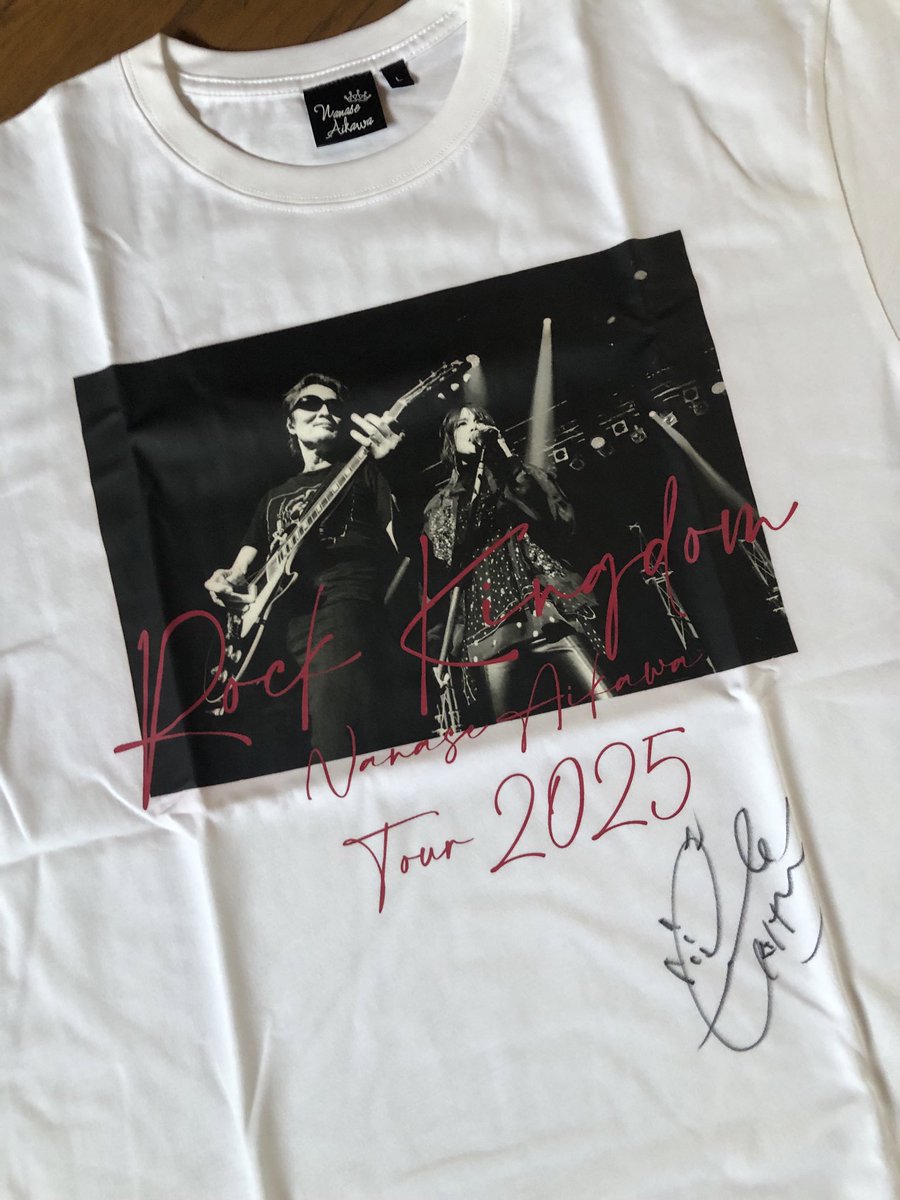 Nanase
Aikawa
L
Rock Kingdom
Nanase Aikawa
Tour 2025